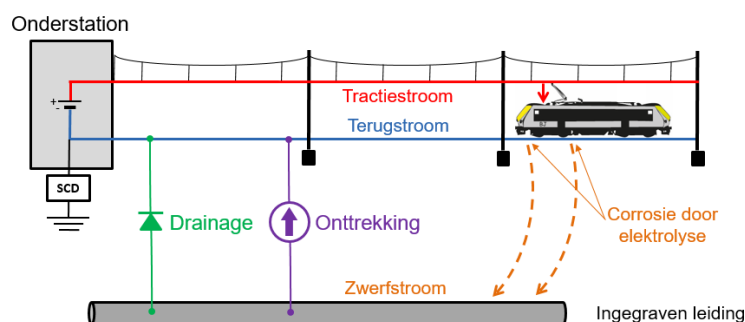 Onderstation
+
-
Tractiestroom
Terugstroom
SCD
Drainage
Onttrekking
Corrosie door
elektrolyse
Zwerfstroom
Ingegraven leiding